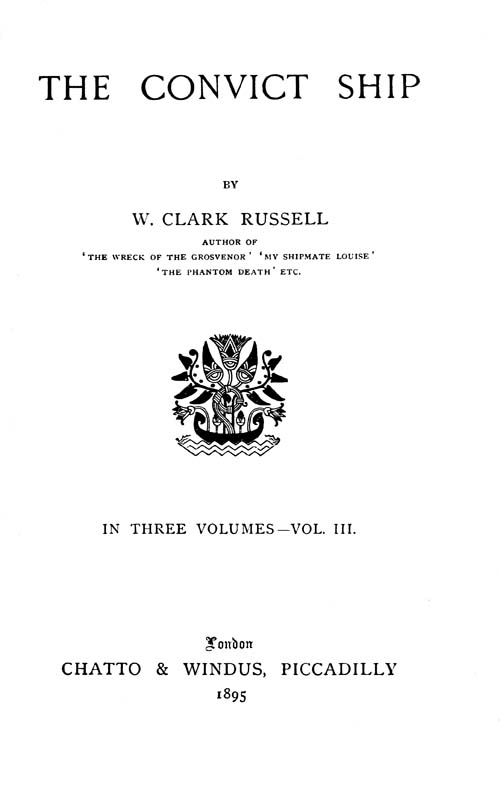 THE CONVICT SHIP
BY
W. CLARK RUSSELL
AUTHOR OF
'THE WRECK OF THE GROSVENOR' 'MY SHIPMATE LOUISE'
'THE PHANTOM DEATH' ETC.
IN THREE VOLUMES—VOL. III.
London
CHATTO & WINDUS, PICCADILLY
1895